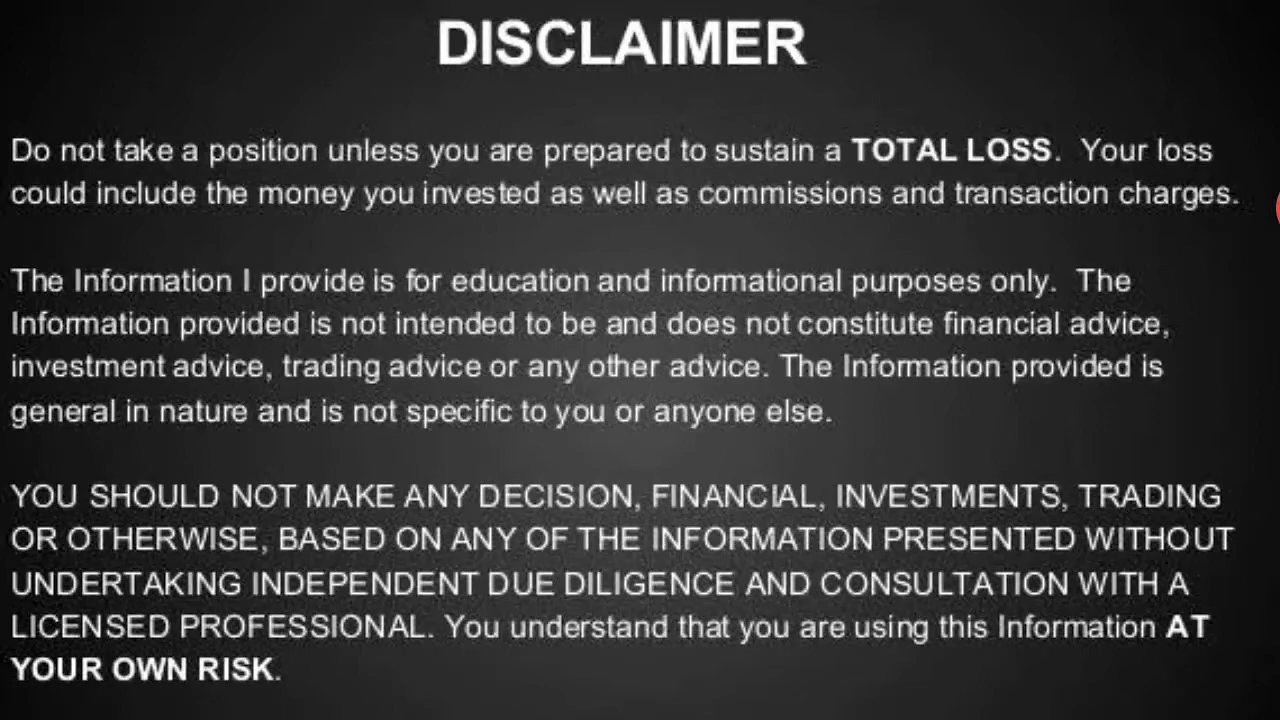 DISCLAIMER
Do not take a position unless you are prepared to sustain a TOTAL LOSS.  Your loss
could include the money you invested as well as commissions and transaction charges.
The Information I provide is for education and informational purposes only.  The
Information provided is not intended to be and does not constitute financial advice,
investment advice, trading advice or any other advice. The Information provided is
general in nature and is not specific to you or anyone else.
YOU SHOULD NOT MAKE ANY DECISION, FINANCIAL, INVESTMENTS, TRADING
OR OTHERWISE, BASED ON ANY OF THE INFORMATION PRESENTED WITHOUT
UNDERTAKING INDEPENDENT DUE DILIGENCE AND CONSULTATION WITH A
LICENSED PROFESSIONAL. You understand that you are using this Information AT
YOUR OWN RISK.